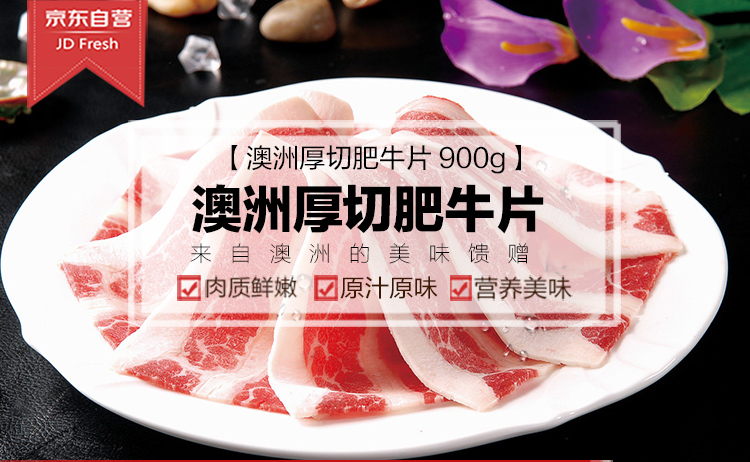 京东自营
JD Fresh
【澳洲厚切肥牛片 900g】
澳洲厚切肥牛片
来自澳洲的美味馈赠
肉质鲜嫩 原汁原味 营养美味